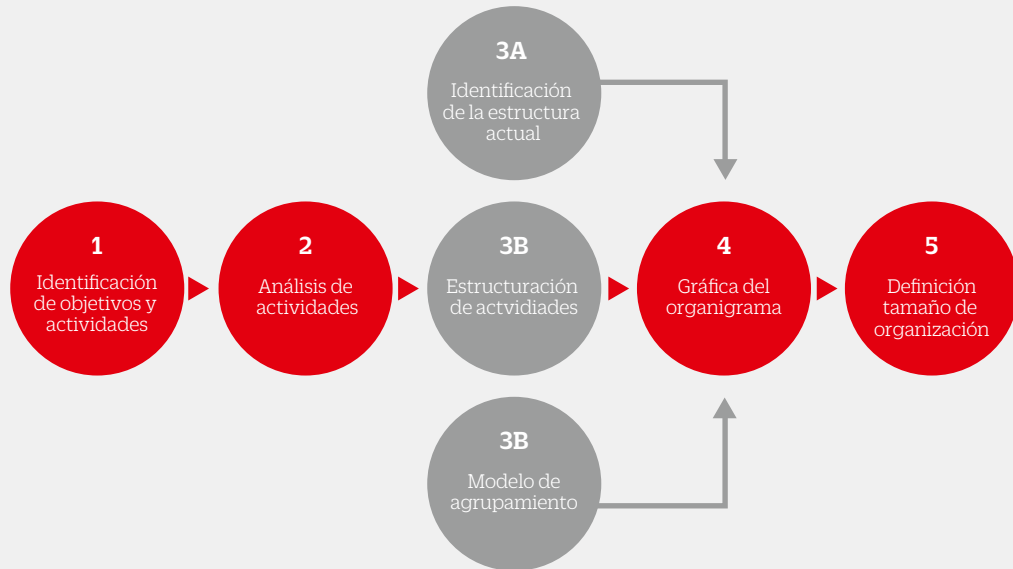 3A
Identificación
de la estructura
actual
1
Identificación
de objetivos y
actividades
2
Análisis de
actividades
3B
Estructuración
de actvidiades
4
Gráfica del
organigrama
5
Definición
tamaño de
organización
3B
Modelo de
agrupamiento